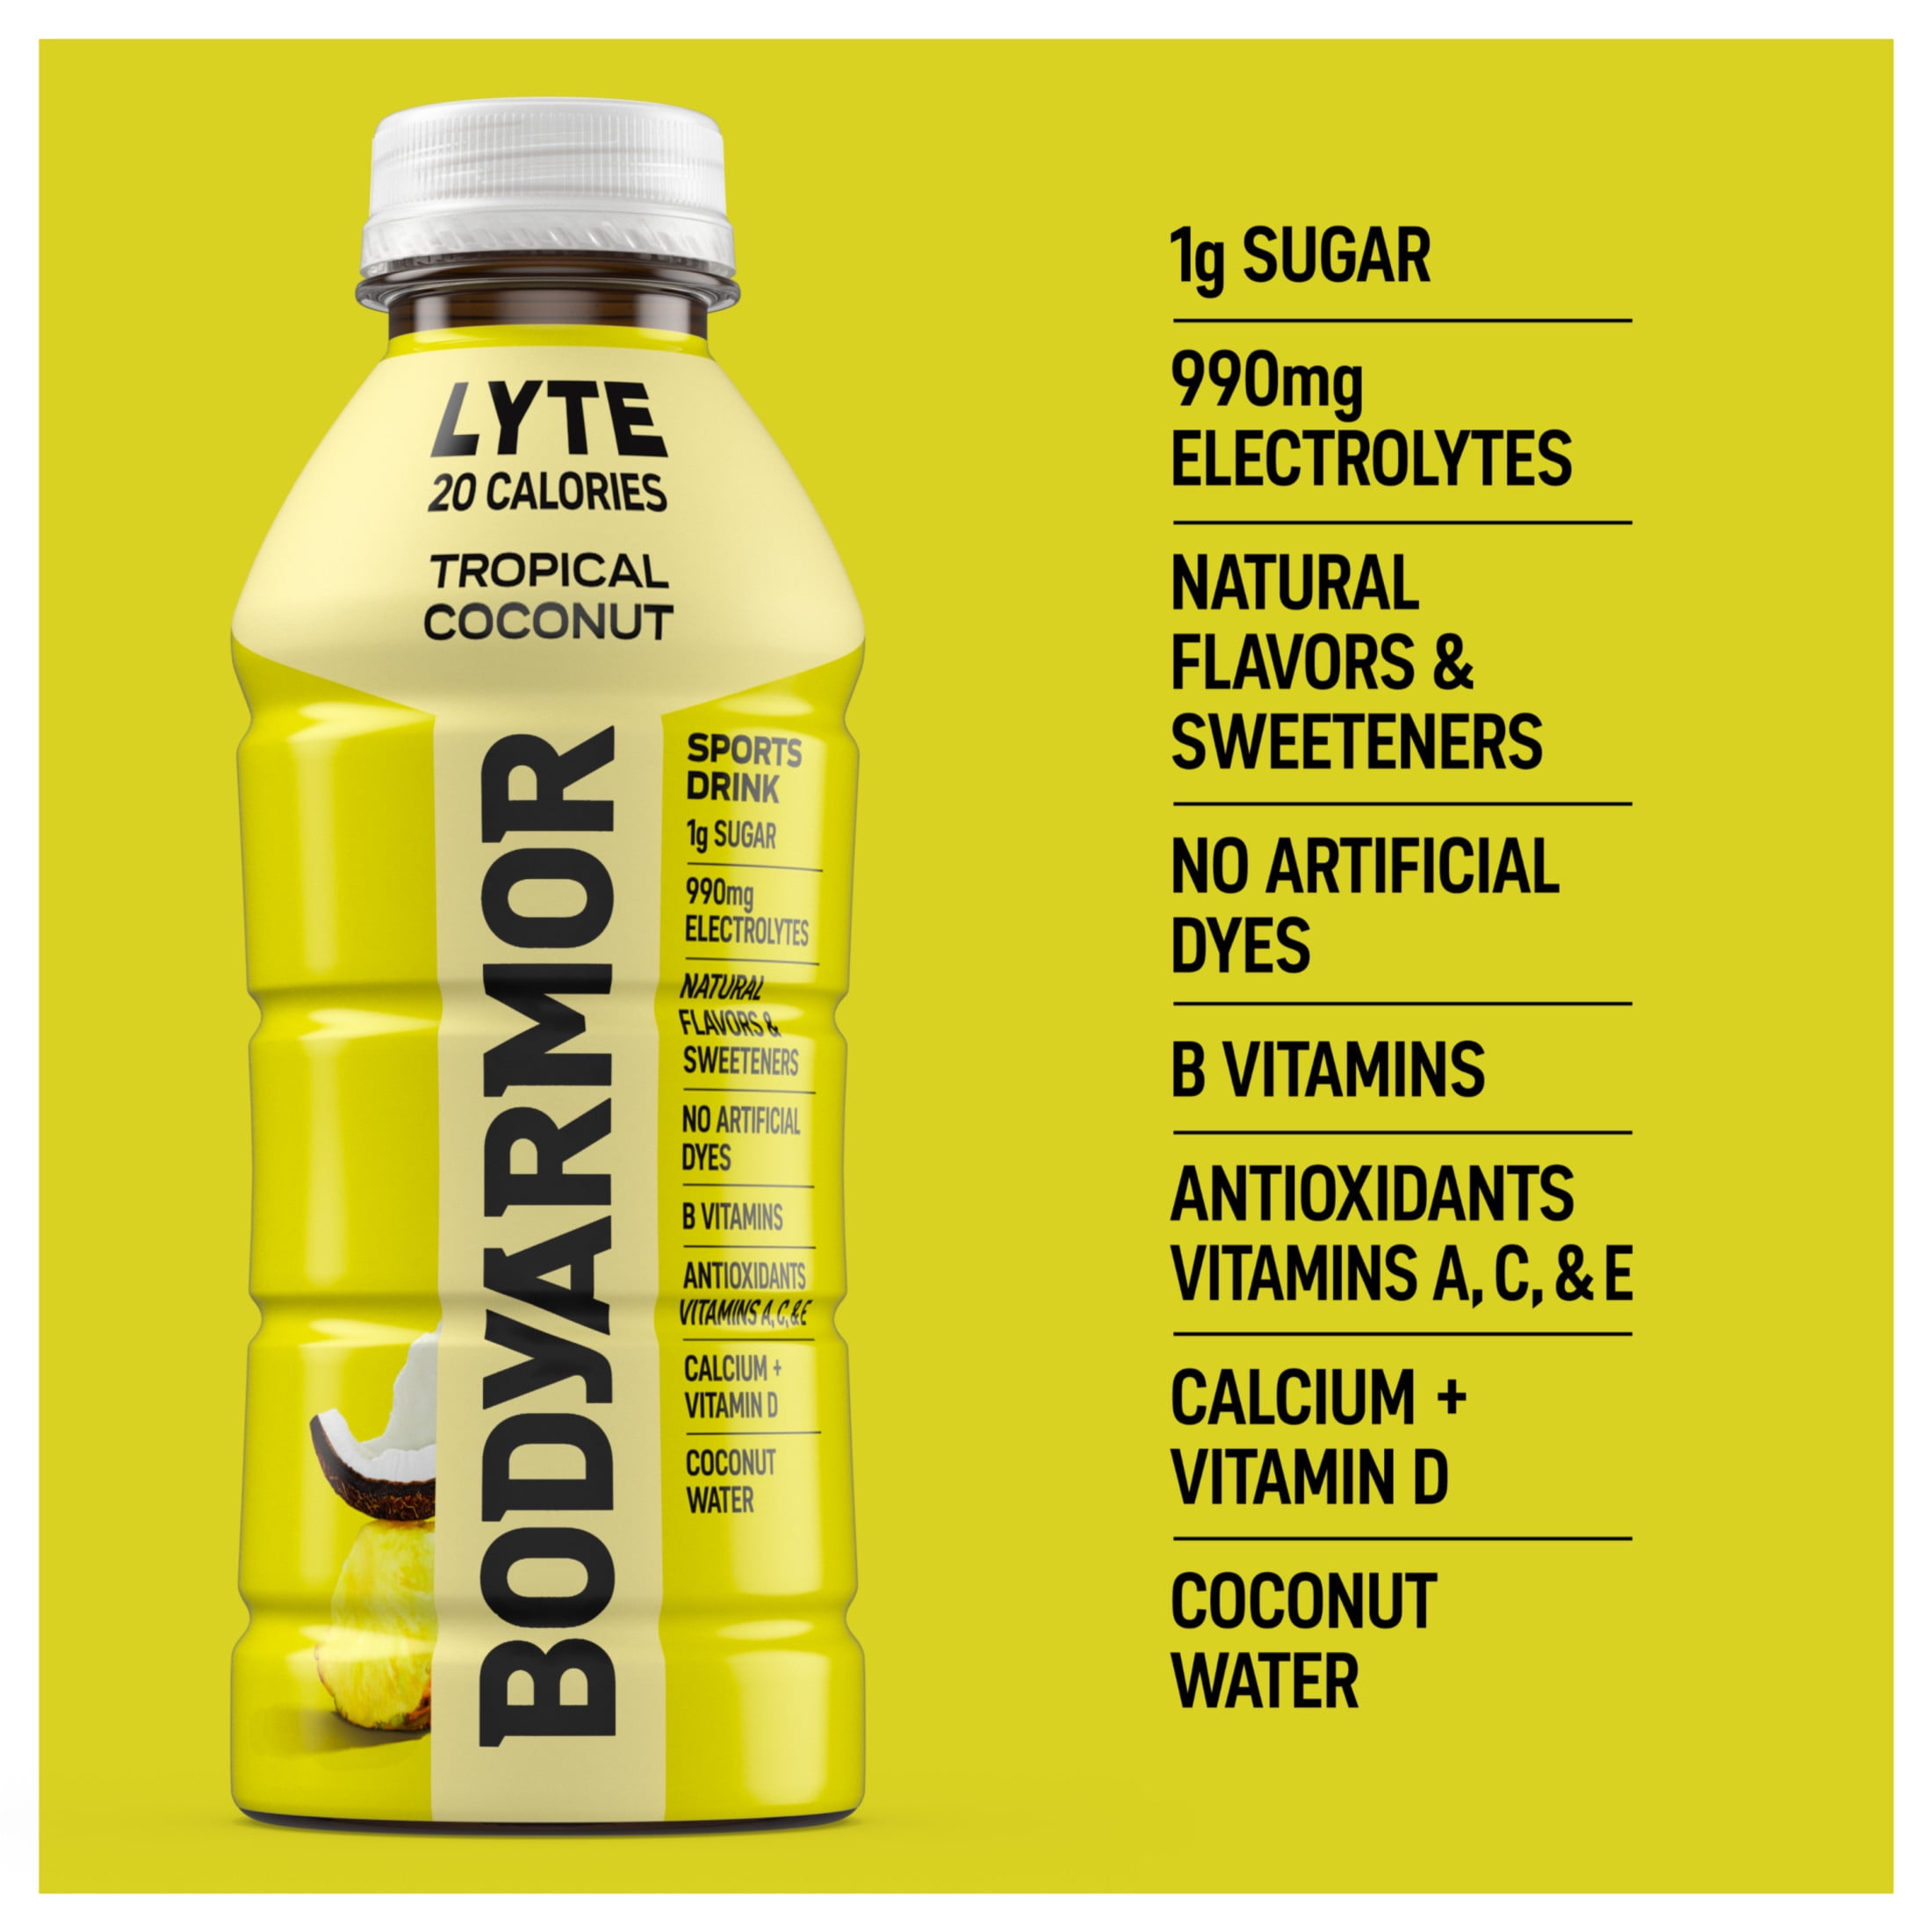 LYTE
20 CALORIES
TROPICAL
COCONUT
BODYARMOR
SPORTS
DRINK
1g SUGAR
990mg
ELECTROLYTES
NATURAL
FLAVORS &
SWEETENERS
NO ARTIFICIAL
DYES
B VITAMINS
ANTIOXIDANTS
VITAMINS A, C, & E
CALCIUM +
VITAMIN D
COCONUT
WATER
1g SUGAR
990mg
ELECTROLYTES
NATURAL
FLAVORS &
SWEETENERS
NO ARTIFICIAL
DYES
B VITAMINS
ANTIOXIDANTS
VITAMINS A, C, & E
CALCIUM +
VITAMIN D
COCONUT
WATER